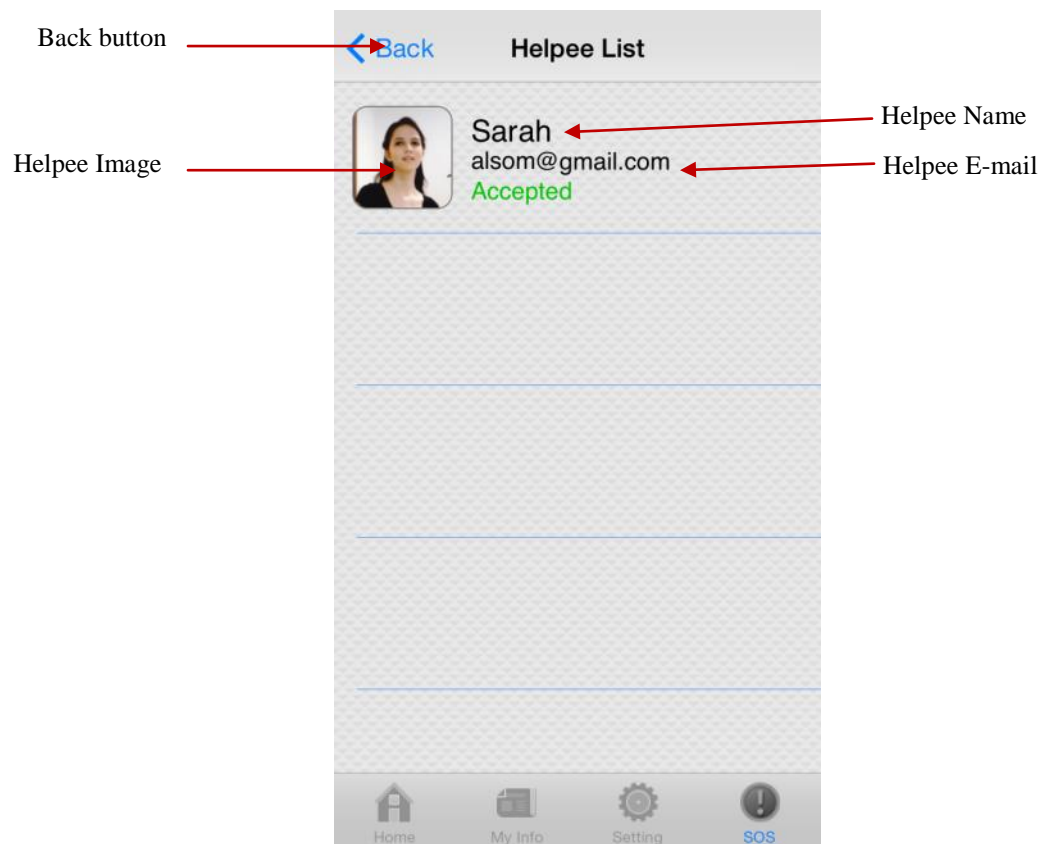 Back button
Back Helpee List
Helpee Name
Sarah
Helpee Image
alsom@gmail.com
Helpee E-mail
Accepted
Home My Info Setting SOS